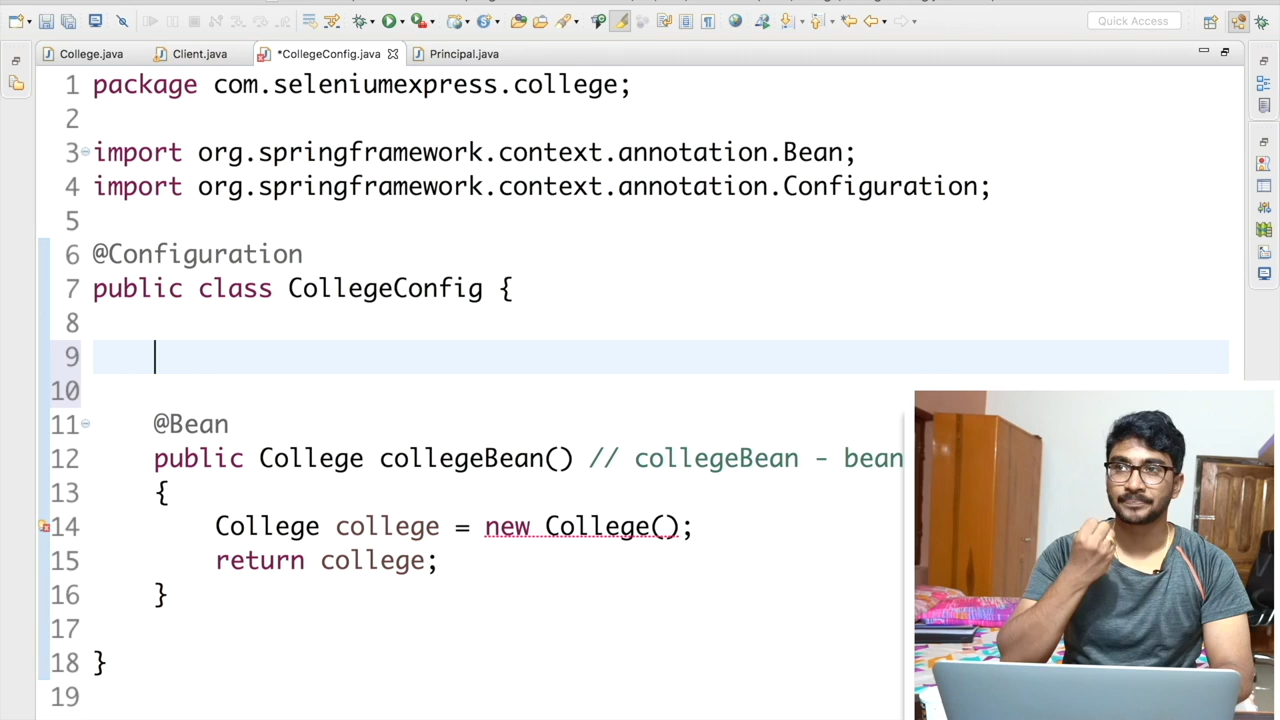 Quick Access
College.java
Client.java
*CollegeConfig.java
Principal.java
1 package com.seleniumexpress.college;
2
3 import org.springframework.context.annotation.Bean;
4 import org.springframework.context.annotation.Configuration;
5
6 @Configuration
7 public class CollegeConfig {
8
9
10
11 @Bean
12 public College collegeBean() // collegeBean - bean
13 {
14 College college = new College();
15 return college;
16 }
17
18 }
19